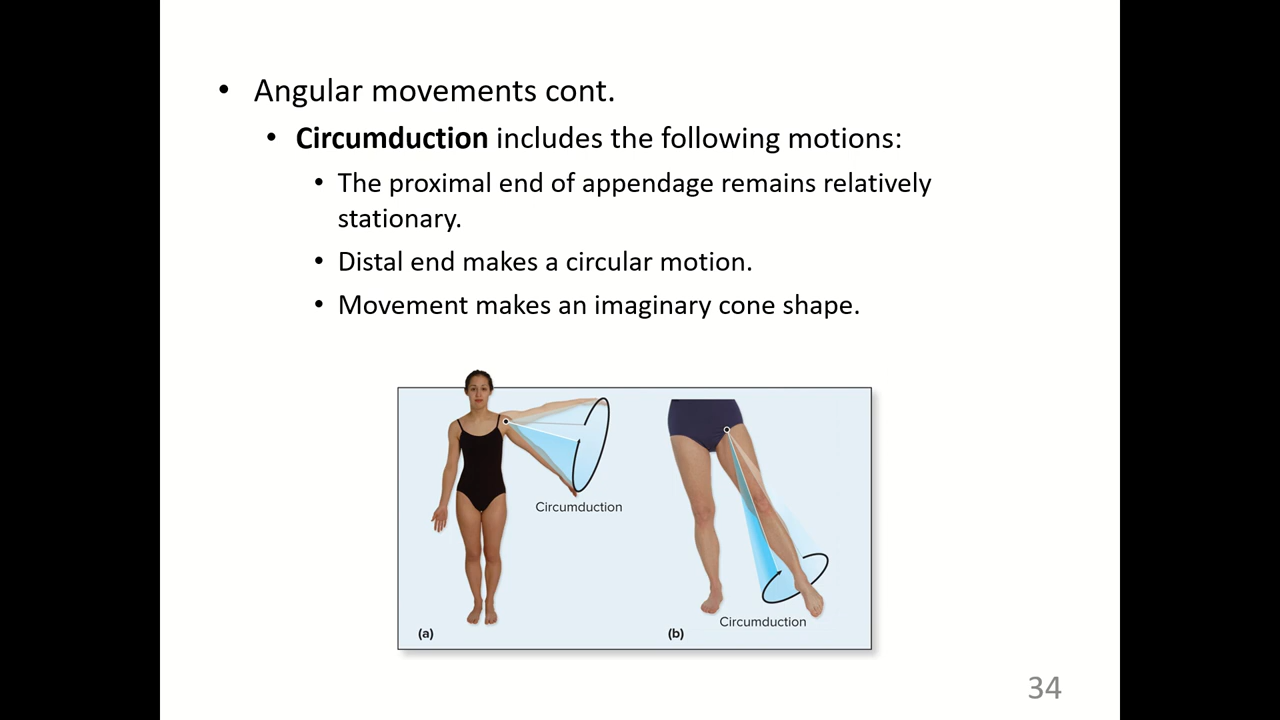 • Angular movements cont.
• Circumduction includes the following motions:
• The proximal end of appendage remains relatively
stationary.
• Distal end makes a circular motion.
• Movement makes an imaginary cone shape.
Circumduction
(a)
Circumduction
(b)
34